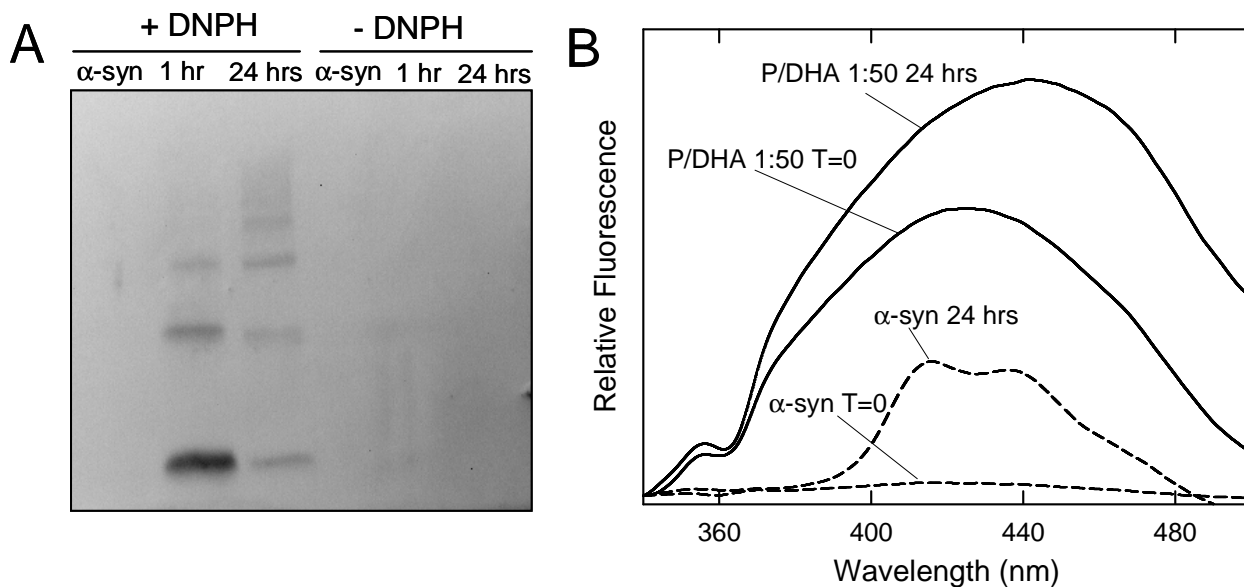 A
+ DNPH - DNPH
α-syn 1 hr 24 hrs α-syn 1 hr 24 hrs
B
P/DHA 1:50 24 hrs
P/DHA 1:50 T=0
α-syn 24 hrs
α-syn T=0
Relative Fluorescence
360 400 440 480
Wavelength (nm)